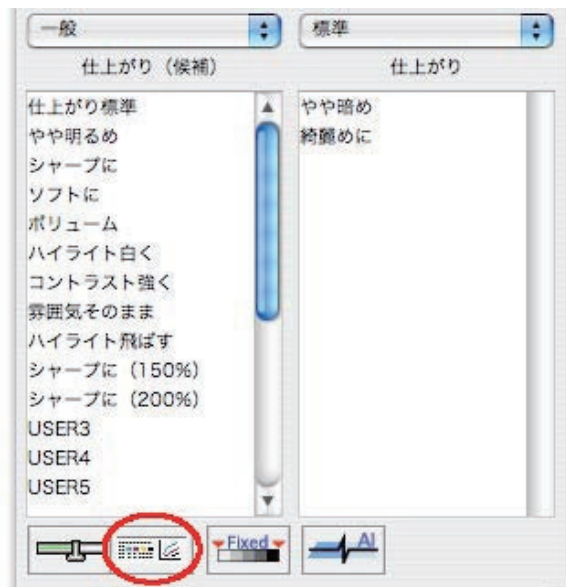 一般
標準
仕上がり（候補）
仕上がり
仕上がり標準
やや明るめ
シャープに
ソフトに
ボリューム
ハイライト白く
コントラスト強く
雰囲気そのまま
ハイライト飛ばす
シャープに（150%）
シャープに（200%）
USER3
USER4
USER5
やや暗め
綺麗めに
Fixed
AI